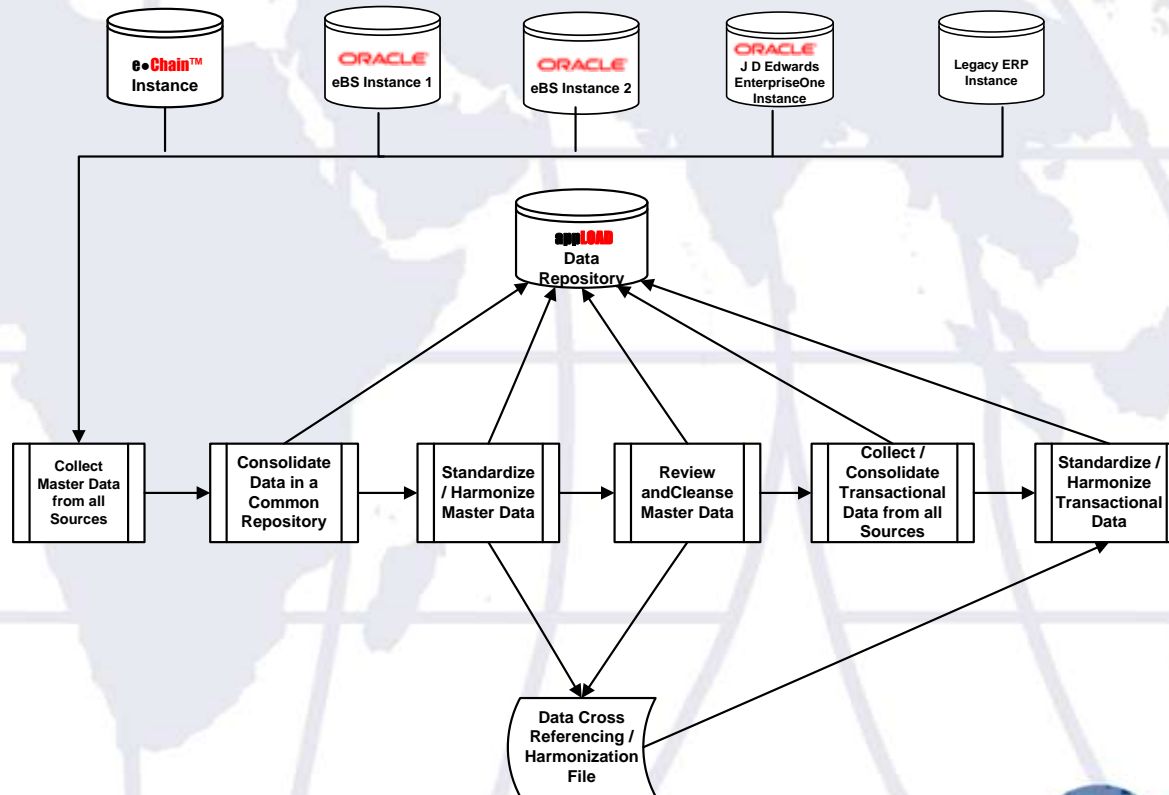 e•Chain™
Instance
ORACLE
eBS Instance 1
ORACLE
eBS Instance 2
ORACLE
J D Edwards
EnterpriseOne
Instance
Legacy ERP
Instance
appLOAD
Data
Repository
Collect
Master Data
from all
Sources
Consolidate
Data in a
Common
Repository
Standardize
/ Harmonize
Master Data
Review
andCleanse
Master Data
Collect /
Consolidate
Transactional
Data from all
Sources
Standardize /
Harmonize
Transactional
Data
Data Cross
Referencing /
Harmonization
File